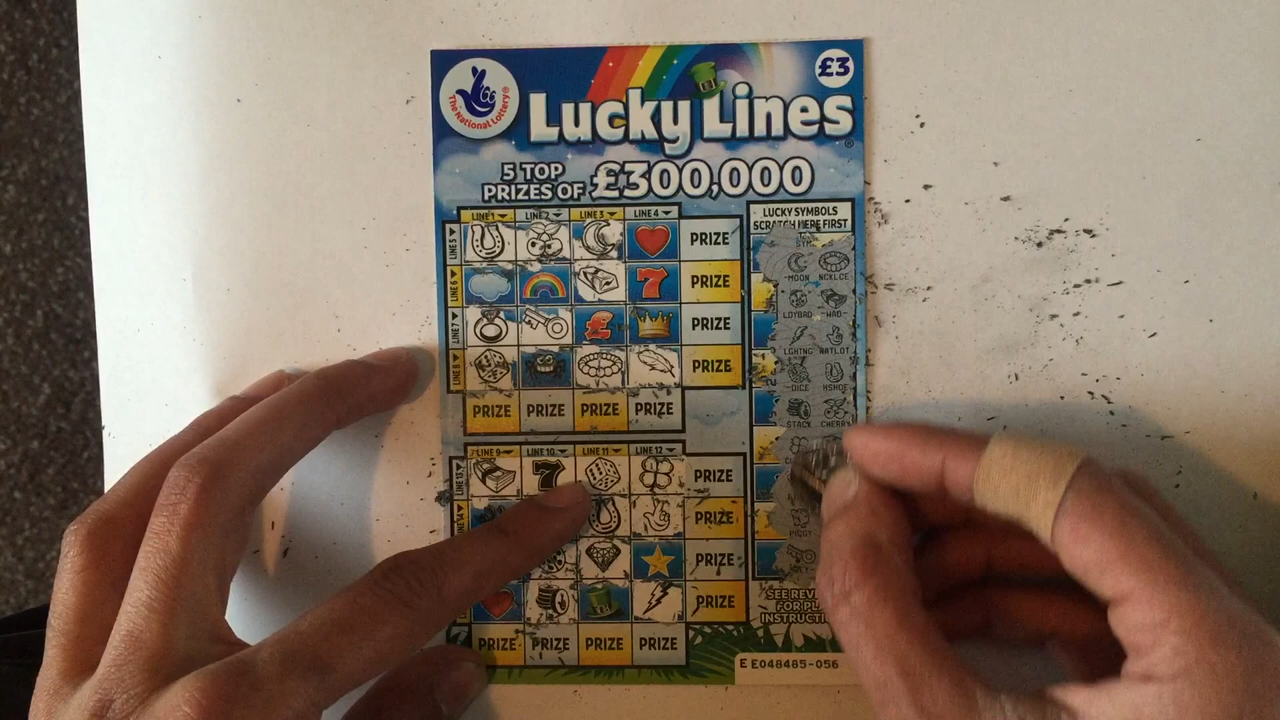 The National Lottery®
£3
Lucky Lines
5 TOP
PRIZES OF £300,000
LINE 1 LINE 2 LINE 3 LINE 4
LUCKY SYMBOLS
SCRATCH HERE FIRST
LINE 5
PRIZE
MOON NCKLCE
LINE 6
7
PRIZE
LDYBRD WAD
LINE 7
£
PRIZE
LGHTNG
LINE 8
PRIZE
DICE HSHOE
PRIZE PRIZE PRIZE PRIZE
STACK CHERRY
LINE 9 LINE 10 LINE 11 LINE 12
7
PRIZE
PRIZE
PIGGY
PRIZE
PRIZE
SEE REV
FOR PL
INSTRUCTI
PRIZE PRIZE PRIZE PRIZE
E E048485-056